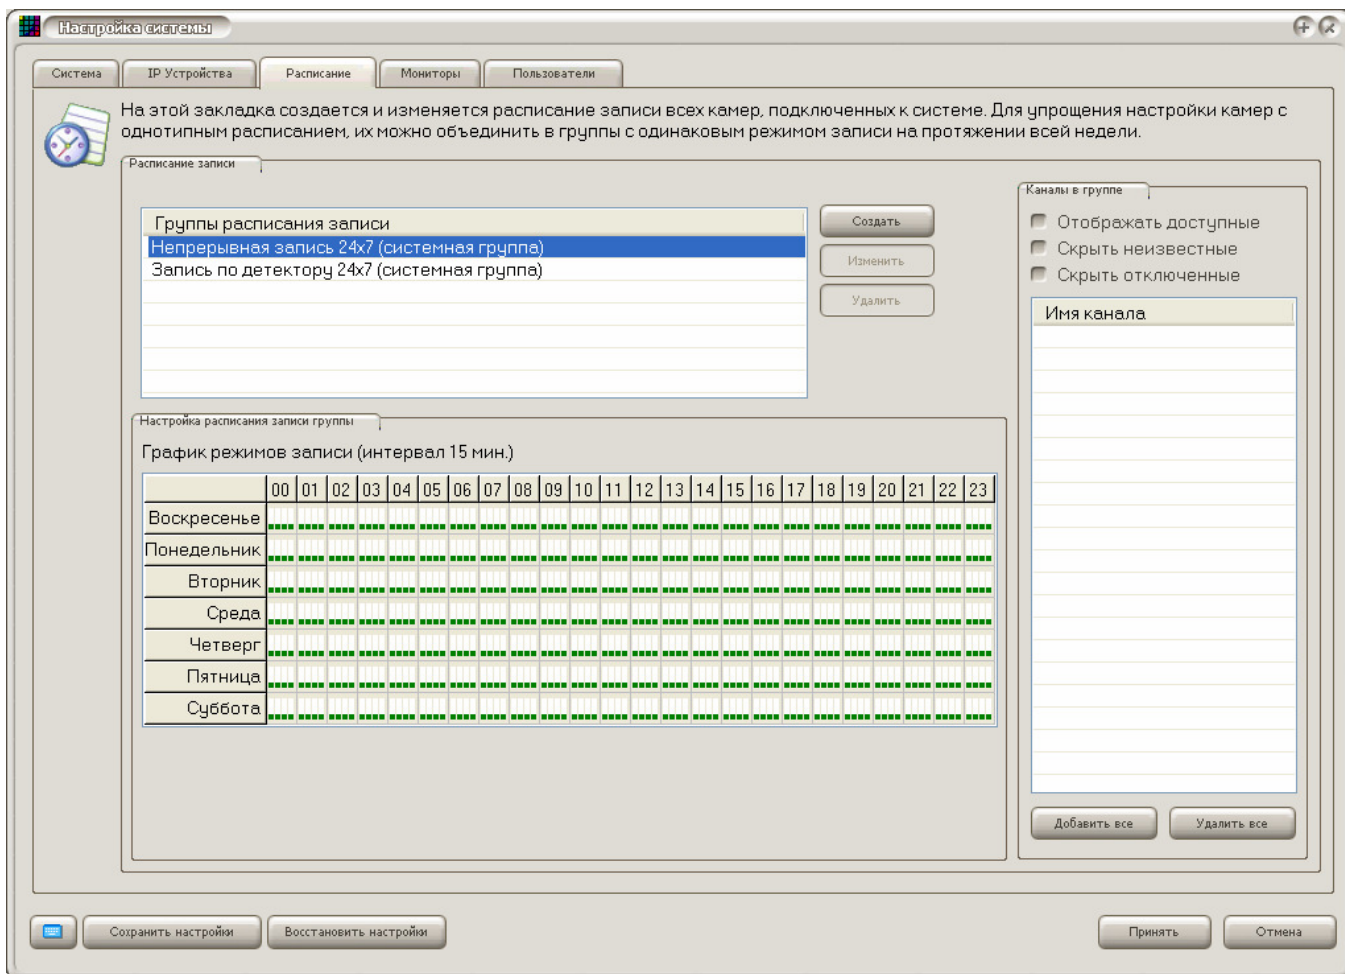 Настройка системы
Система IP Устройства Расписание Мониторы Пользователи
На этой закладка создается и изменяется расписание записи всех камер, подключенных к системе. Для упрощения настройки камер с
однотипным расписанием, их можно объединить в группы с одинаковым режимом записи на протяжении всей недели.
Расписание записи
Группы расписания записи
Непрерывная запись 24x7 (системная группа)
Запись по детектору 24x7 (системная группа)
Создать
Изменить
Удалить
Настройка расписания записи группы
График режимов записи (интервал 15 мин.)
00 01 02 03 04 05 06 07 08 09 10 11 12 13 14 15 16 17 18 19 20 21 22 23
Воскресенье
Понедельник
Вторник
Среда
Четверг
Пятница
Суббота
Каналы в группе
Отображать доступные
Скрыть неизвестные
Скрыть отключенные
Имя канала
Добавить все Удалить все
Сохранить настройки Восстановить настройки Принять Отмена